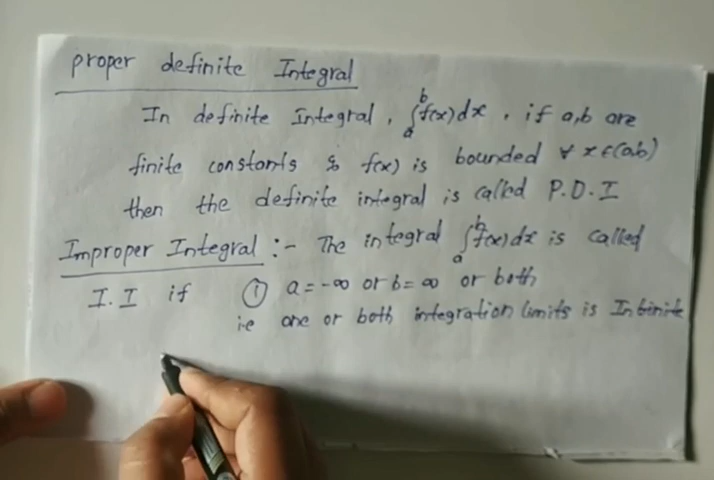 proper definite Integral
In definite Integral, ∫ₐᵇ f(x)dx, if a,b are
finite constants & f(x) is bounded ∀ x∈(a,b)
then the definite integral is called P.D.I
Improper Integral :- The integral ∫ₐᵇ f(x)dx is called
I.I if ① a=-∞ or b=∞ or both
i.e one or both integration limits is Infinite